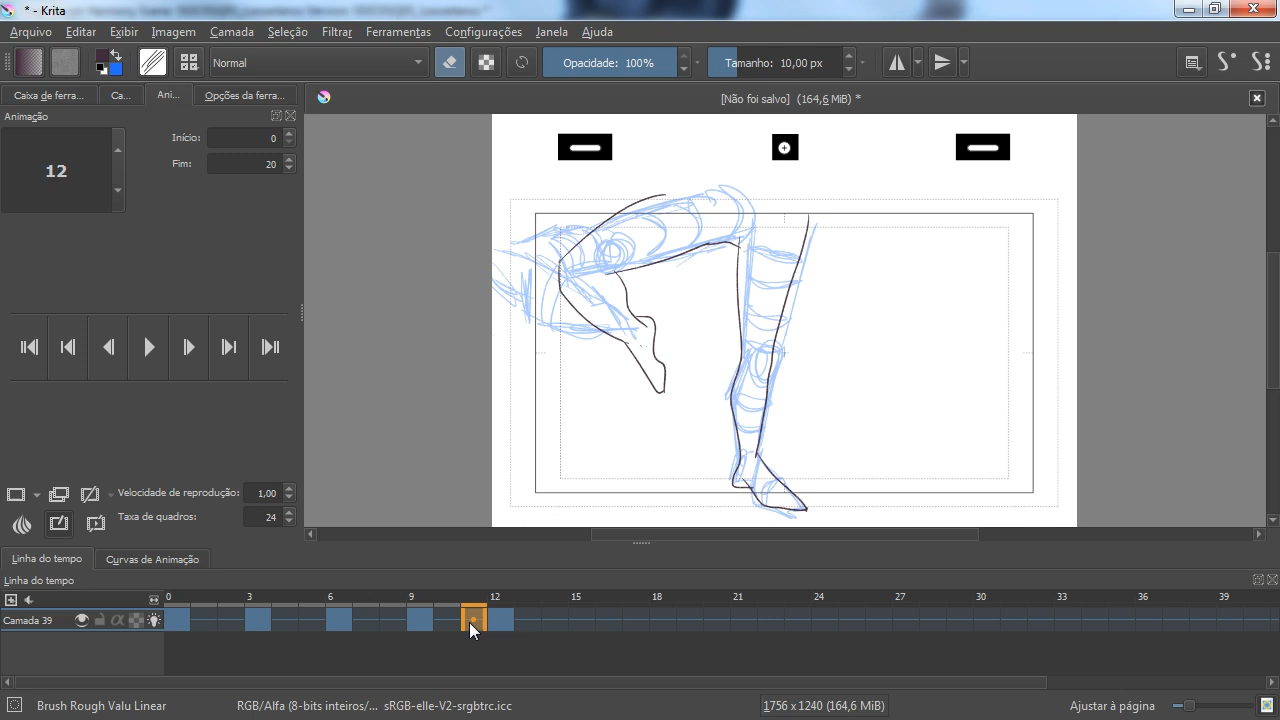 * - Krita
Arquivo Editar Exibir Imagem Camada Seleção Filtrar Ferramentas Configurações Janela Ajuda
Normal Opacidade: 100% Tamanho: 10,00 px
Caixa de ferra... Ca... Ani... Opções da ferra... [Não foi salvo] (164,6 MiB) *
Animação
Início: 0
12
Fim: 20
Velocidade de reprodução: 1,00
Taxa de quadros: 24
Linha do tempo Curvas de Animação
Linha do tempo
0 3 6 9 12 15 18 21 24 27 30 33 36 39
Camada 39
Brush Rough Valu Linear RGB/Alfa (8-bits inteiros/... sRGB-elle-V2-srgbtrc.icc 1756 x 1240 (164,6 MiB) Ajustar à página